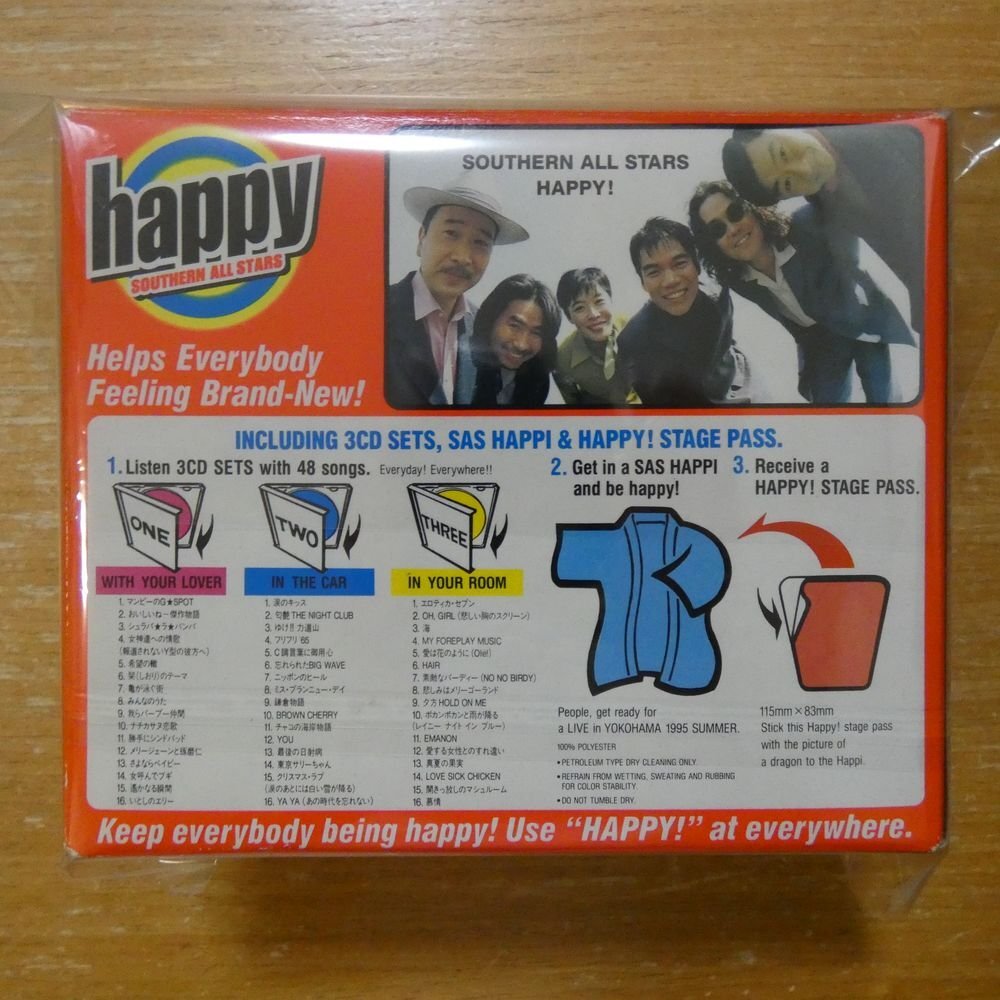 happy
SOUTHERN ALL STARS
SOUTHERN ALL STARS
HAPPY!
Helps Everybody
Feeling Brand-New!
INCLUDING 3CD SETS, SAS HAPPI & HAPPY! STAGE PASS.
1. Listen 3CD SETS with 48 songs. Everyday! Everywhere!!
ONE
WITH YOUR LOVER
1. マンピーのG★SPOT
2. おいしいね-傑作物語
3. シュラバ★ラ★バンバ
4. 女神達への情歌
(報道されないY型の彼方へ)
5. 希望の轍
6. 栞(しおり)のテーマ
7. 亀が泳ぐ街
8. みんなのうた
9. 我らパープー仲間
10. ナチカサヌ恋歌
11. 勝手にシンドバッド
12. メリージェーンと琢磨仁
13. さよならベイビー
14. 女呼んでブギ
15. 遥かなる瞬間
16. いとしのエリー
TWO
IN THE CAR
1. 涙のキッス
2. 匂艶 THE NIGHT CLUB
3. ゆけ!! 力道山
4. フリフリ '65
5. C調言葉に御用心
6. 忘れられたBIG WAVE
7. ニッポンのヒール
8. ミス・ブランニュー・デイ
9. 鎌倉物語
10. BROWN CHERRY
11. チャコの海岸物語
12. YOU
13. 最後の日射病
14. 東京サリーちゃん
15. クリスマス・ラブ
(涙のあとには白い雪が降る)
16. YA YA (あの時代を忘れない)
THREE
IN YOUR ROOM
1. エロティカ・セブン
2. OH, GIRL (悲しい胸のスクリーン)
3. 海
4. MY FOREPLAY MUSIC
5. 愛は花のように (Ole!)
6. HAIR
7. 素敵なバーディー (NO NO BIRDY)
8. 悲しみはメリーゴーランド
9. 夕方 HOLD ON ME
10. ポカンポカンと雨が降る
(レイニー ナイト イン ブルー)
11. EMANON
12. 愛する女性とのすれ違い
13. 真夏の果実
14. LOVE SICK CHICKEN
15. 開きっ放しのマシュルーム
16. 慕情
2. Get in a SAS HAPPI
and be happy!
People, get ready for
a LIVE in YOKOHAMA 1995 SUMMER.
100% POLYESTER
•PETROLEUM TYPE DRY CLEANING ONLY.
•REFRAIN FROM WETTING, SWEATING AND RUBBING
FOR COLOR STABILITY.
•DO NOT TUMBLE DRY.
3. Receive a
HAPPY! STAGE PASS.
115mm×83mm
Stick this Happy! stage pass
with the picture of
a dragon to the Happi.
Keep everybody being happy! Use “HAPPY!” at everywhere.